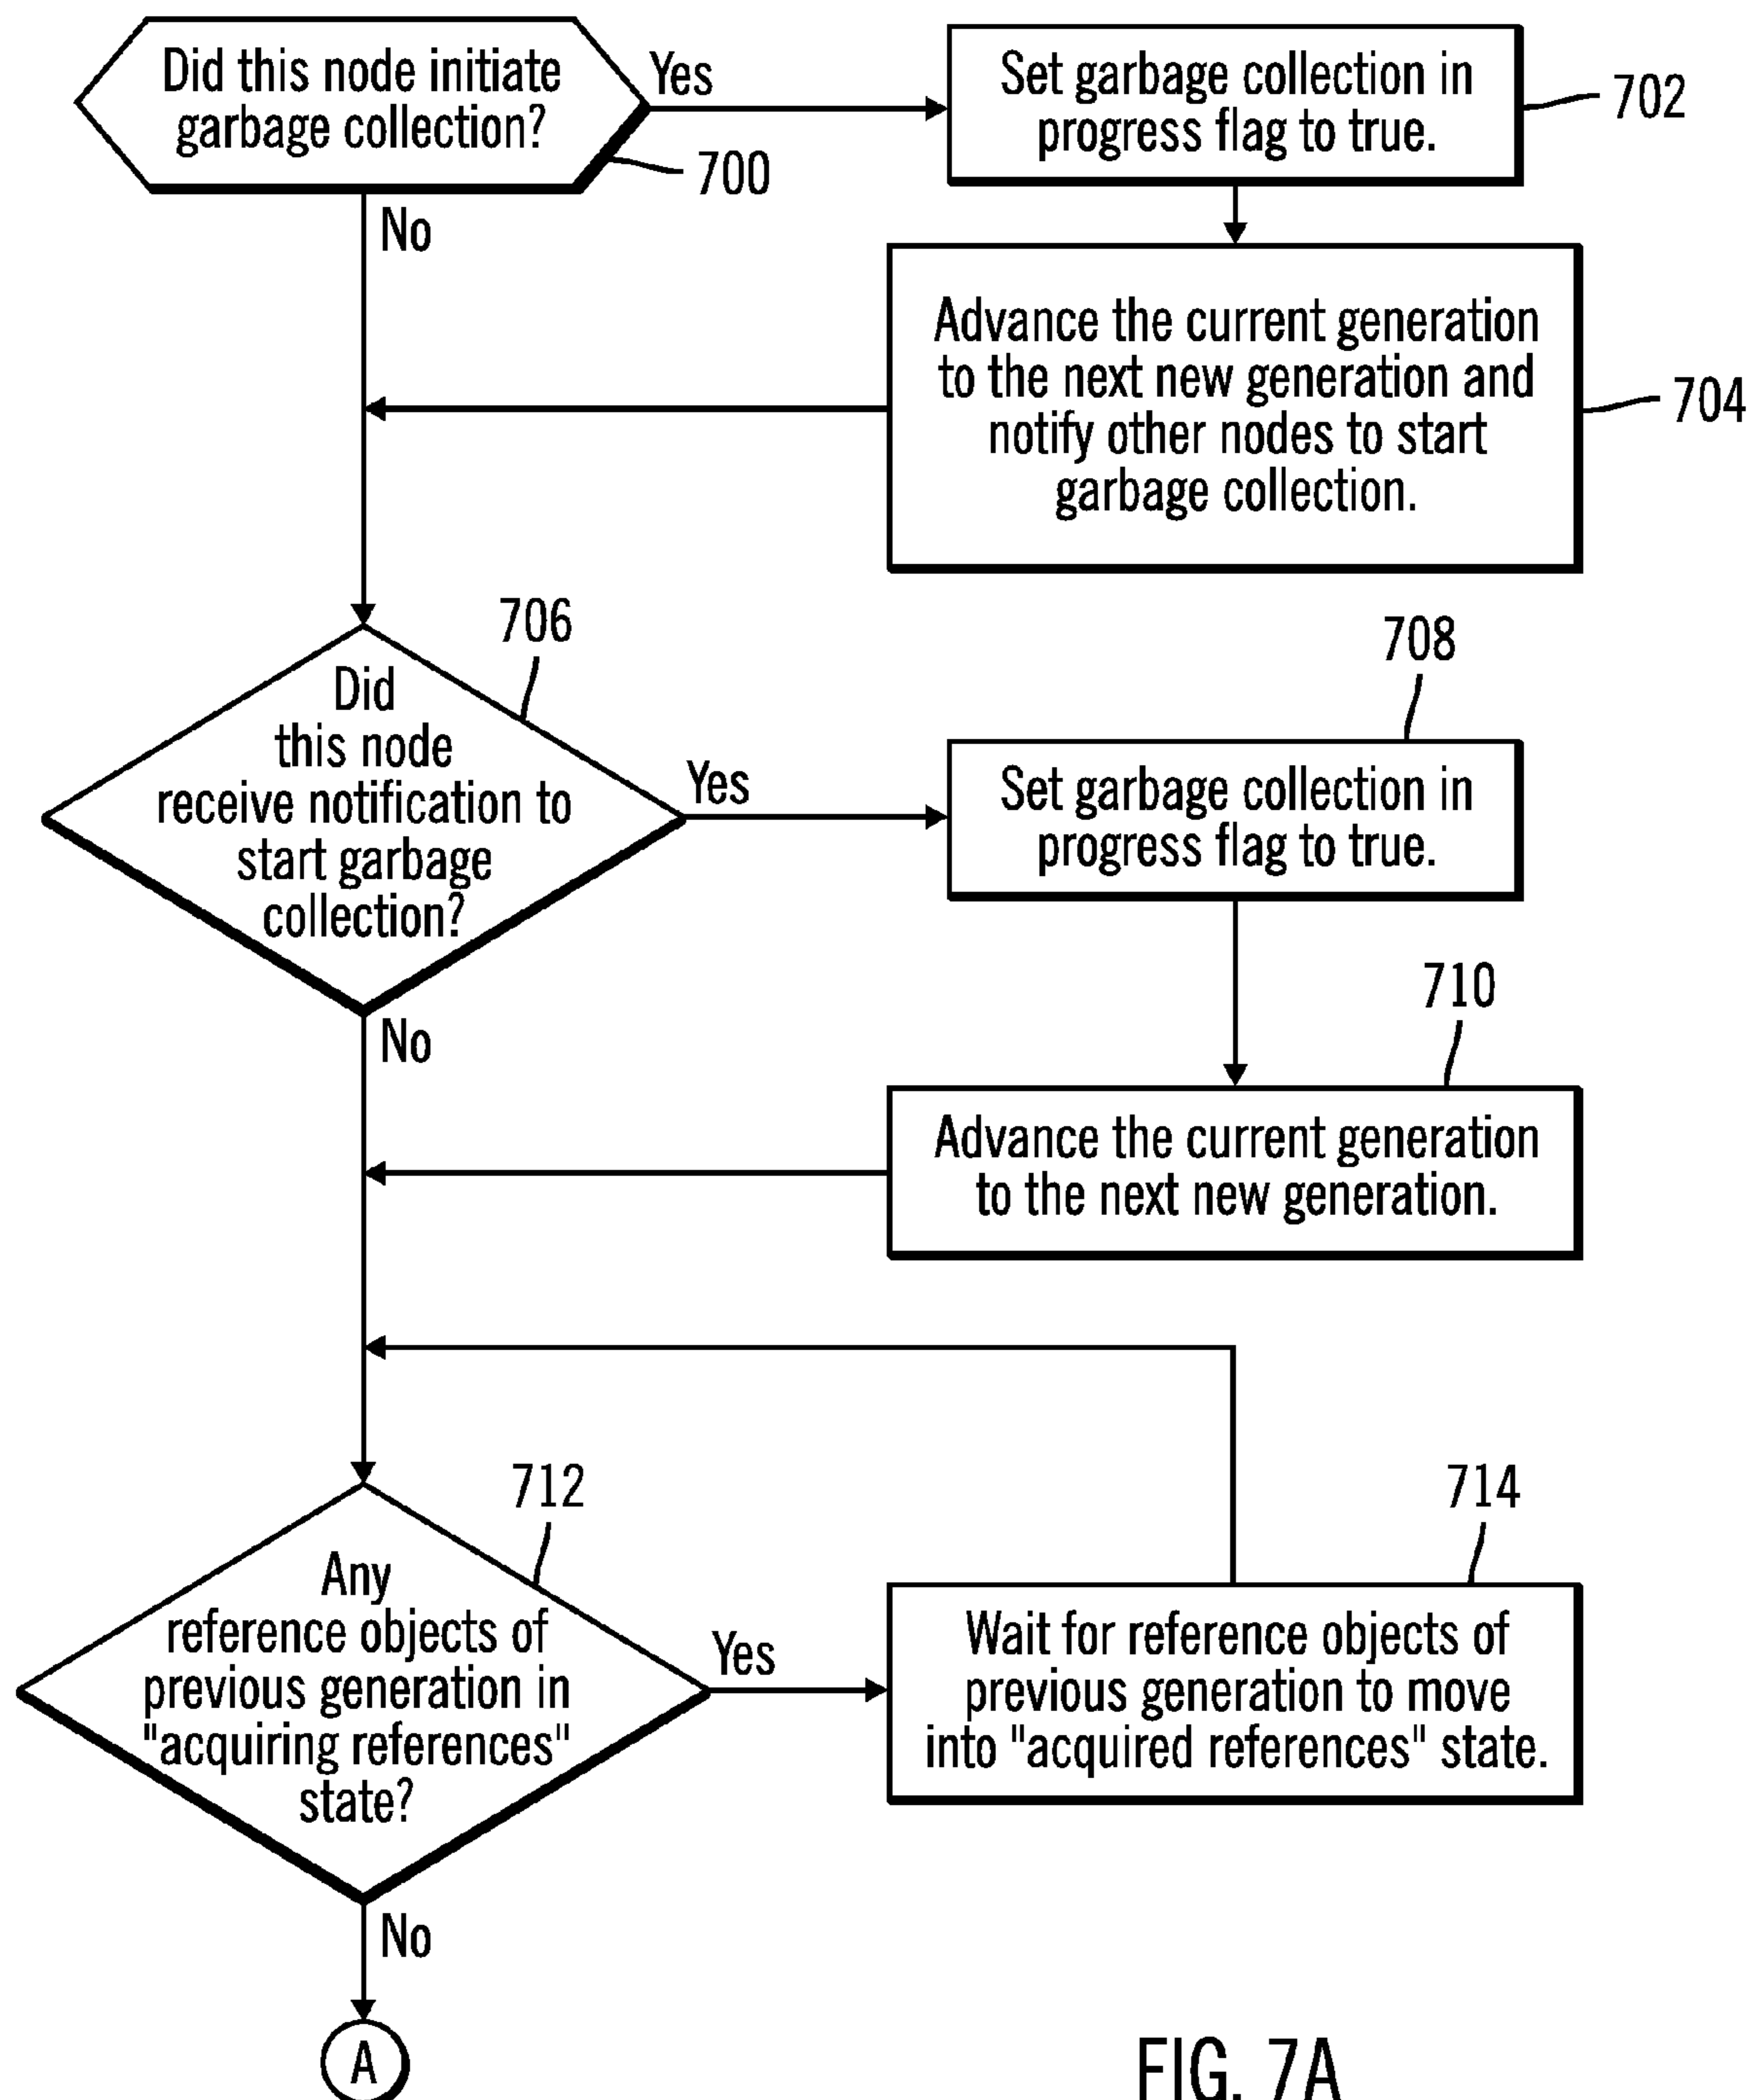 Did this node initiate
garbage collection?
Yes
700
No
Set garbage collection in
progress flag to true.
702
Advance the current generation
to the next new generation and
notify other nodes to start
garbage collection.
704
706
Did
this node
receive notification to
start garbage
collection?
Yes
No
708
Set garbage collection in
progress flag to true.
710
Advance the current generation
to the next new generation.
712
Any
reference objects of
previous generation in
"acquiring references"
state?
Yes
No
714
Wait for reference objects of
previous generation to move
into "acquired references" state.
A
FIG. 7A